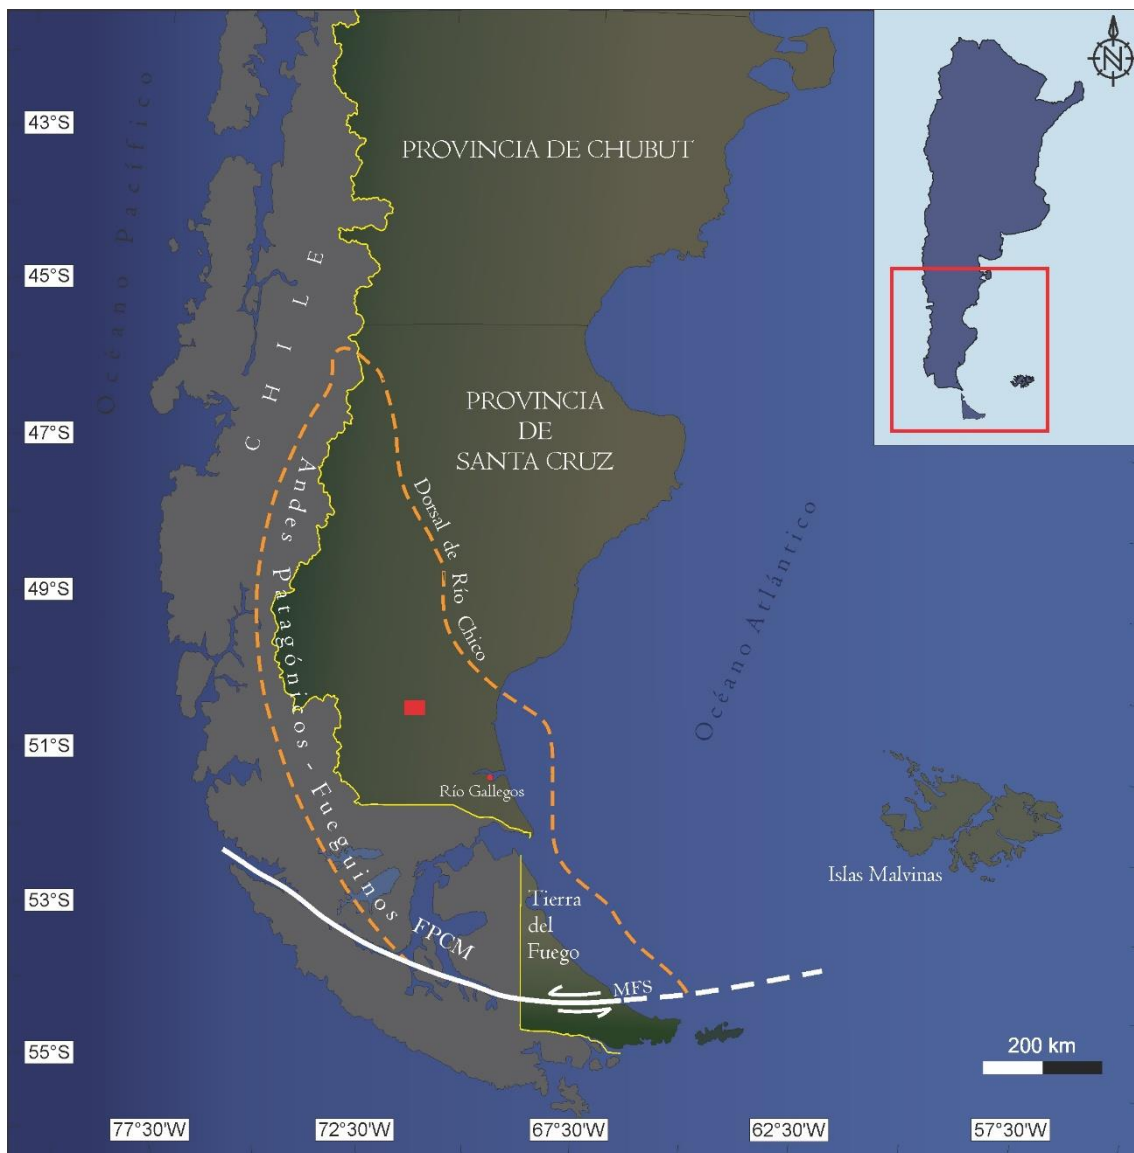 N
43°S
45°S
47°S
49°S
51°S
53°S
55°S
Océano Pacífico
PROVINCIA DE CHUBUT
CHILE
PROVINCIA
DE
SANTA CRUZ
Andes Patagónicos - Fueguinos
Dorsal de Río Chico
Océano Atlántico
Río Gallegos
Islas Malvinas
Tierra
del
Fuego
FPCM
MFS
200 km
77°30'W
72°30'W
67°30'W
62°30'W
57°30'W